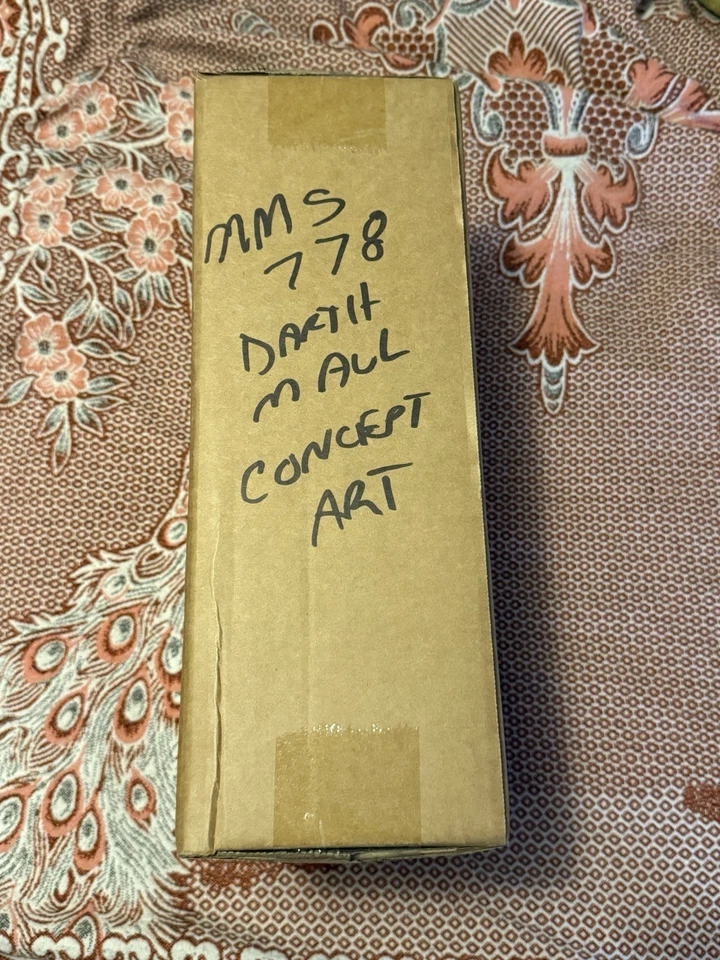 MMS
778
DARTH
MAUL
CONCEPT
ART